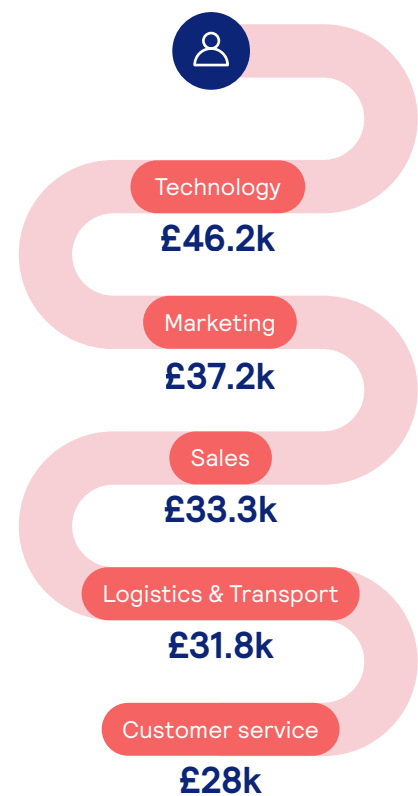 Technology
£46.2k
Marketing
£37.2k
Sales
£33.3k
Logistics & Transport
£31.8k
Customer service
£28k